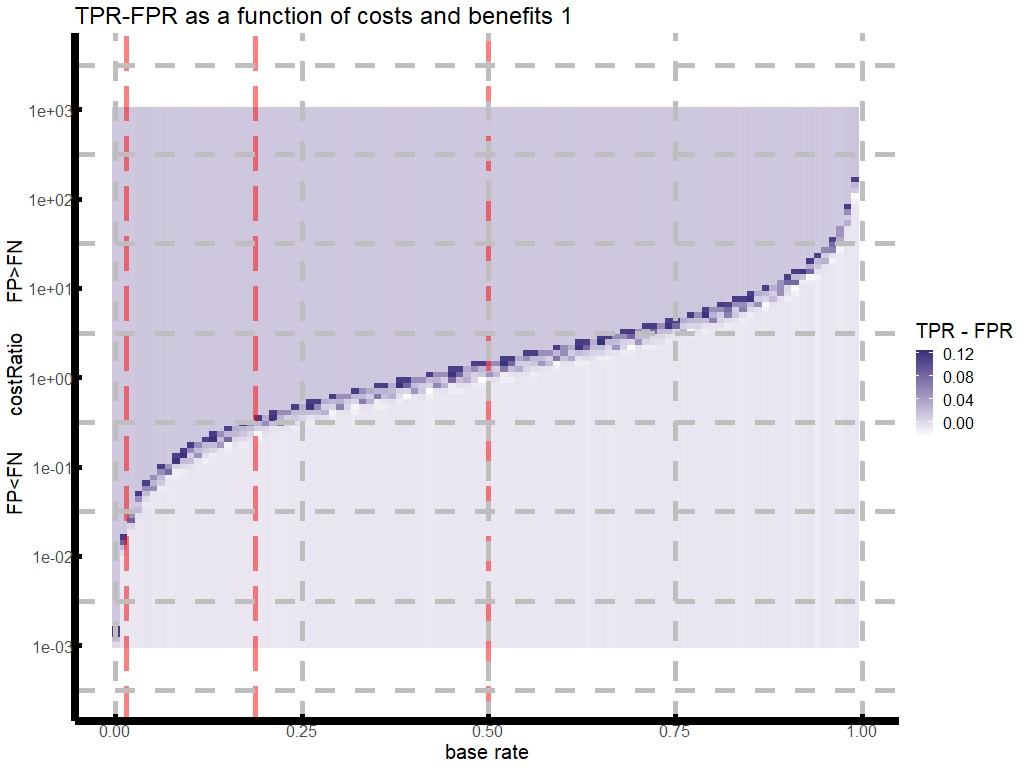 TPR-FPR as a function of costs and benefits 1
1e+03
1e+02
1e+01
1e+00
1e-01
1e-02
1e-03
FP<FN costRatio FP>FN
0.00 0.25 0.50 0.75 1.00
base rate
TPR - FPR
0.12
0.08
0.04
0.00